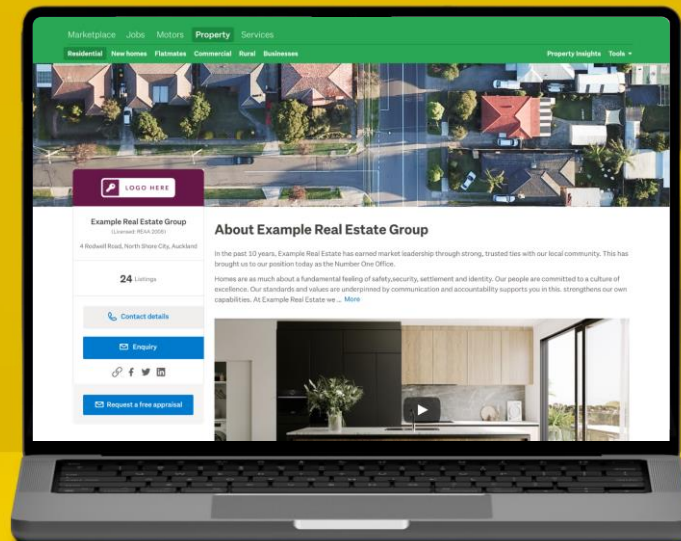 Marketplace Jobs Motors Property Services
Residential New homes Flatmates Commercial Rural Businesses Property Insights Tools
LOGO HERE
Example Real Estate Group
(Licensed: REAA 2008)
4 Rodwell Road, North Shore City, Auckland
24 Listings
Contact details
Enquiry
Request a free appraisal
About Example Real Estate Group
In the past 10 years, Example Real Estate has earned market leadership through strong, trusted ties with our local community. This has
brought us to our position today as the Number One Office.
Homes are as much about a fundamental feeling of safety,security, settlement and identity. Our people are committed to a culture of
excellence. Our standards and values are underpinned by communication and accountability supports you in this. strengthens our own
capabilities. At Example Real Estate we ... More